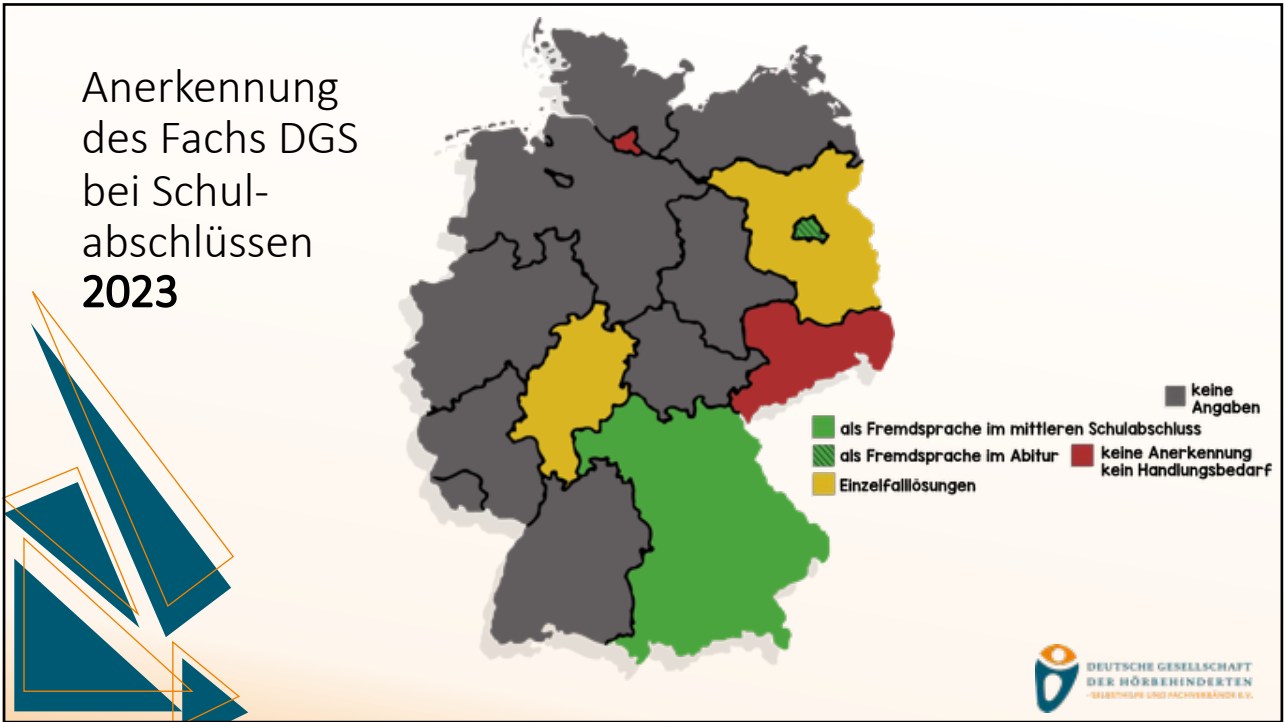 Anerkennung
des Fachs DGS
bei Schul-
abschlüssen
2023
keine
Angaben
als Fremdsprache im mittleren Schulabschluss
als Fremdsprache im Abitur
keine Anerkennung
kein Handlungsbedarf
Einzelfalllösungen
DEUTSCHE GESELLSCHAFT
DER HÖRBEHINDERTEN
- SELBSTHILFE UND FACHVERBÄNDE E.V.